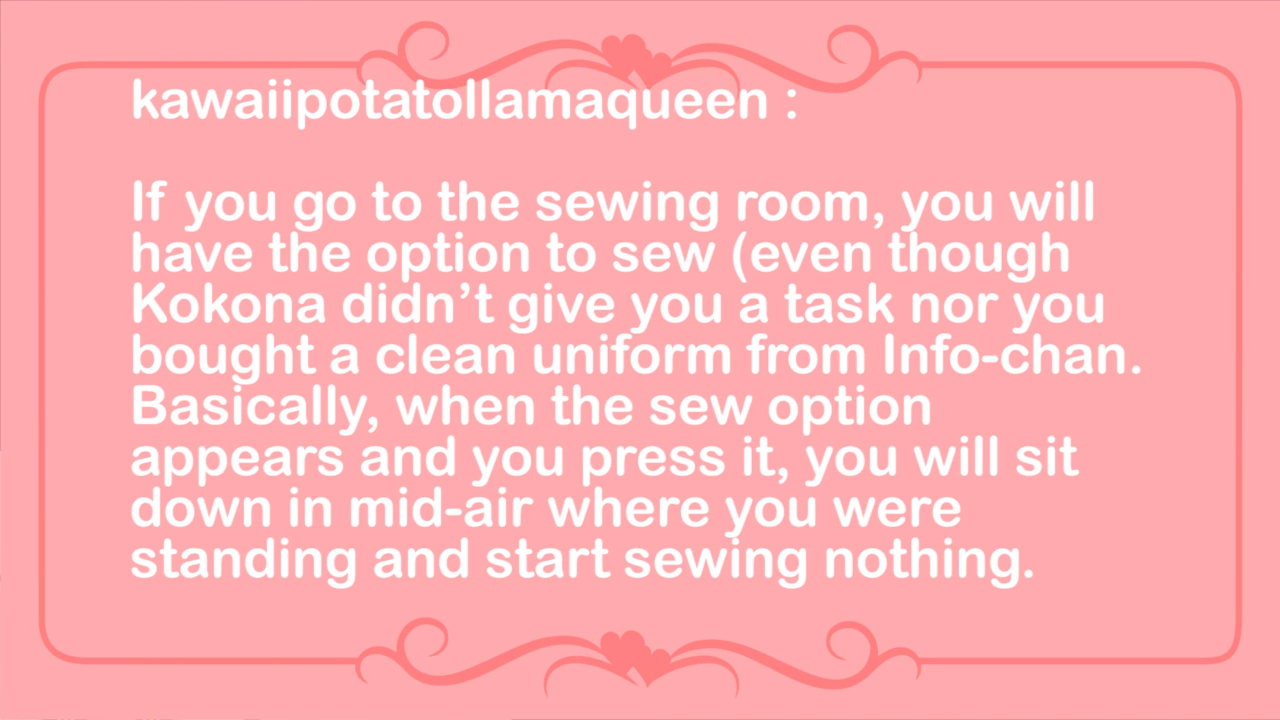 kawaiipotatollamaqueen :
If you go to the sewing room, you will
have the option to sew (even though
Kokona didn’t give you a task nor you
bought a clean uniform from Info-chan.
Basically, when the sew option
appears and you press it, you will sit
down in mid-air where you were
standing and start sewing nothing.